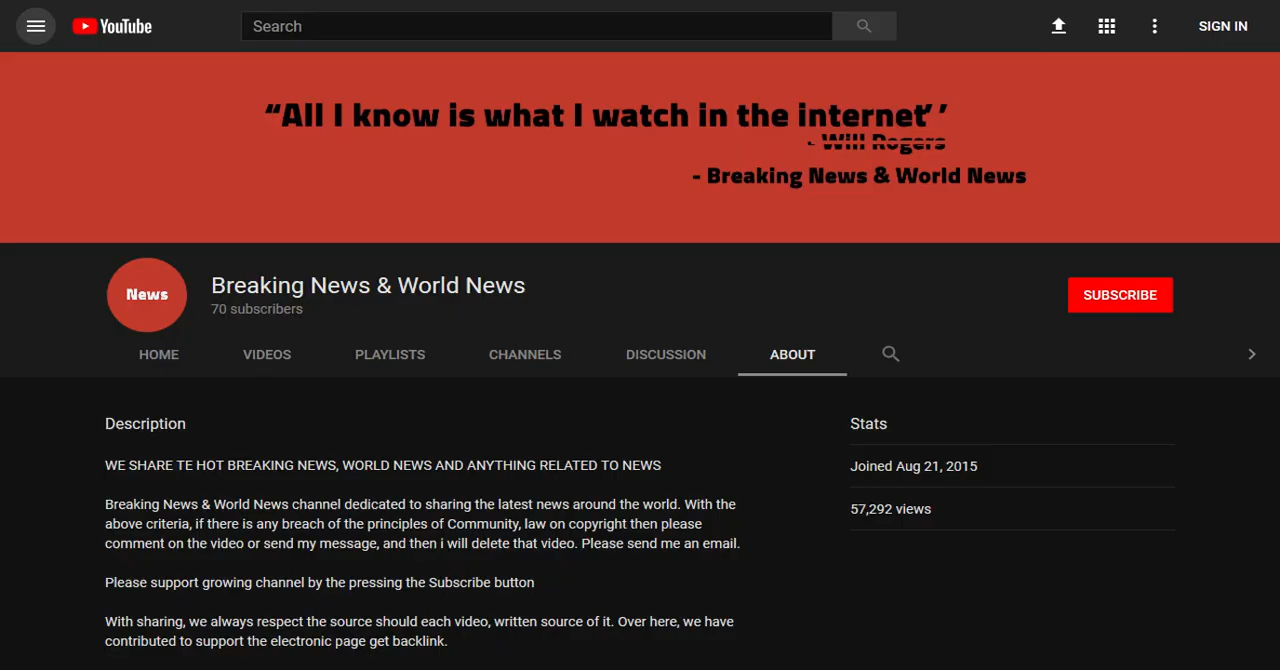 YouTube
Search
SIGN IN
“All I know is what I watch in the internet’’
- Will Rogers
- Breaking News & World News
News
Breaking News & World News
70 subscribers
SUBSCRIBE
HOME VIDEOS PLAYLISTS CHANNELS DISCUSSION ABOUT
Description
Stats
WE SHARE TE HOT BREAKING NEWS, WORLD NEWS AND ANYTHING RELATED TO NEWS
Joined Aug 21, 2015
Breaking News & World News channel dedicated to sharing the latest news around the world. With the
above criteria, if there is any breach of the principles of Community, law on copyright then please
comment on the video or send my message, and then i will delete that video. Please send me an email.
57,292 views
Please support growing channel by the pressing the Subscribe button
With sharing, we always respect the source should each video, written source of it. Over here, we have
contributed to support the electronic page get backlink.